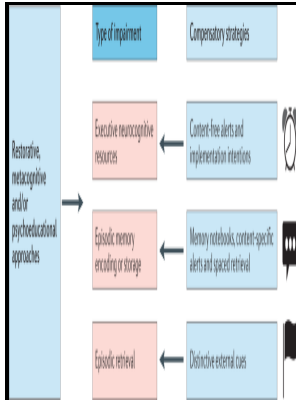 Restorative,
metacognitive
and/or
psychoeducational
approaches
Type of impairment
Compensatory strategies
Executive neurocognitive
resources
Content-free alerts and
implementation intentions
Episodic memory
encoding or storage
Memory notebooks, content-specific
alerts and spaced retrieval
Episodic retrieval
Distinctive external cues